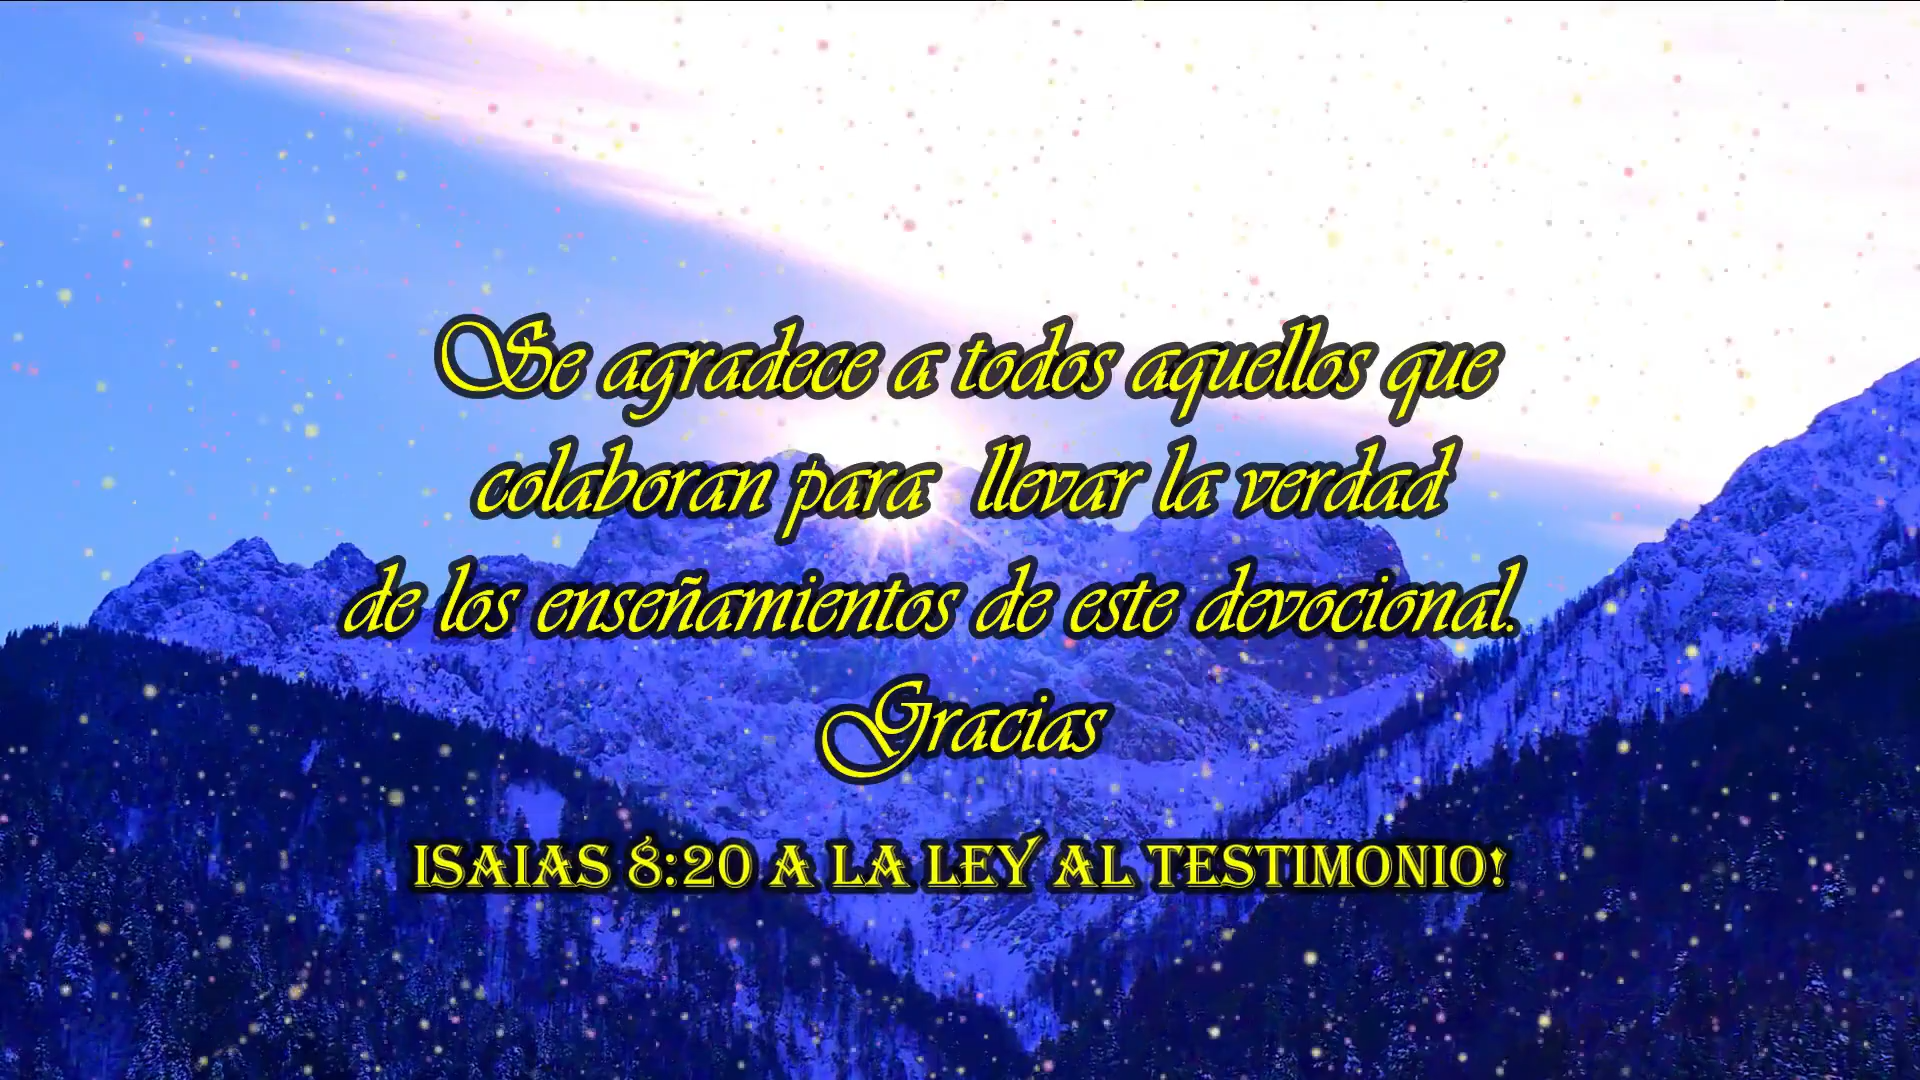 Se agradece a todos aquellos que
colaboran para llevar la verdad
de los enseñamientos de este devocional.
Gracias
ISAIAS 8:20 A LA LEY AL TESTIMONIO!